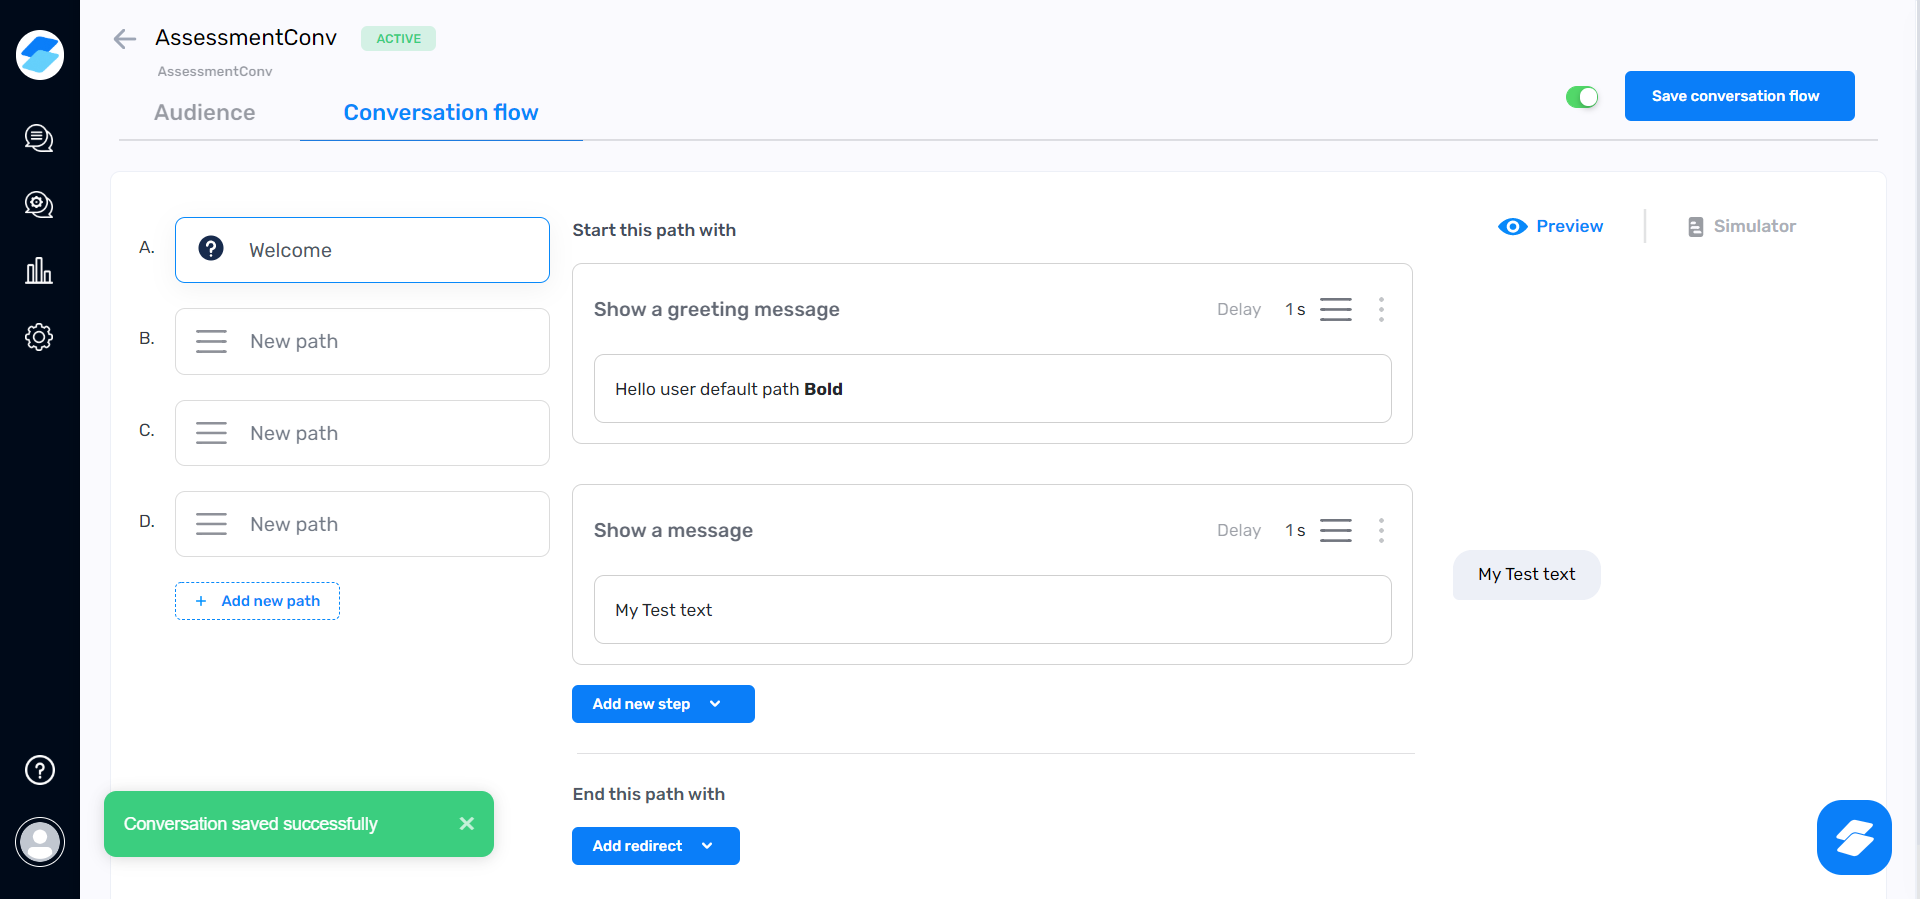 AssessmentConv
ACTIVE
AssessmentConv
Audience
Conversation flow
Save conversation flow
A.
Welcome
B.
New path
C.
New path
D.
New path
+ Add new path
Start this path with
Preview
Simulator
Show a greeting message
Delay 1 s
Hello user default path Bold
Show a message
Delay 1 s
My Test text
My Test text
Add new step
End this path with
Add redirect
Conversation saved successfully